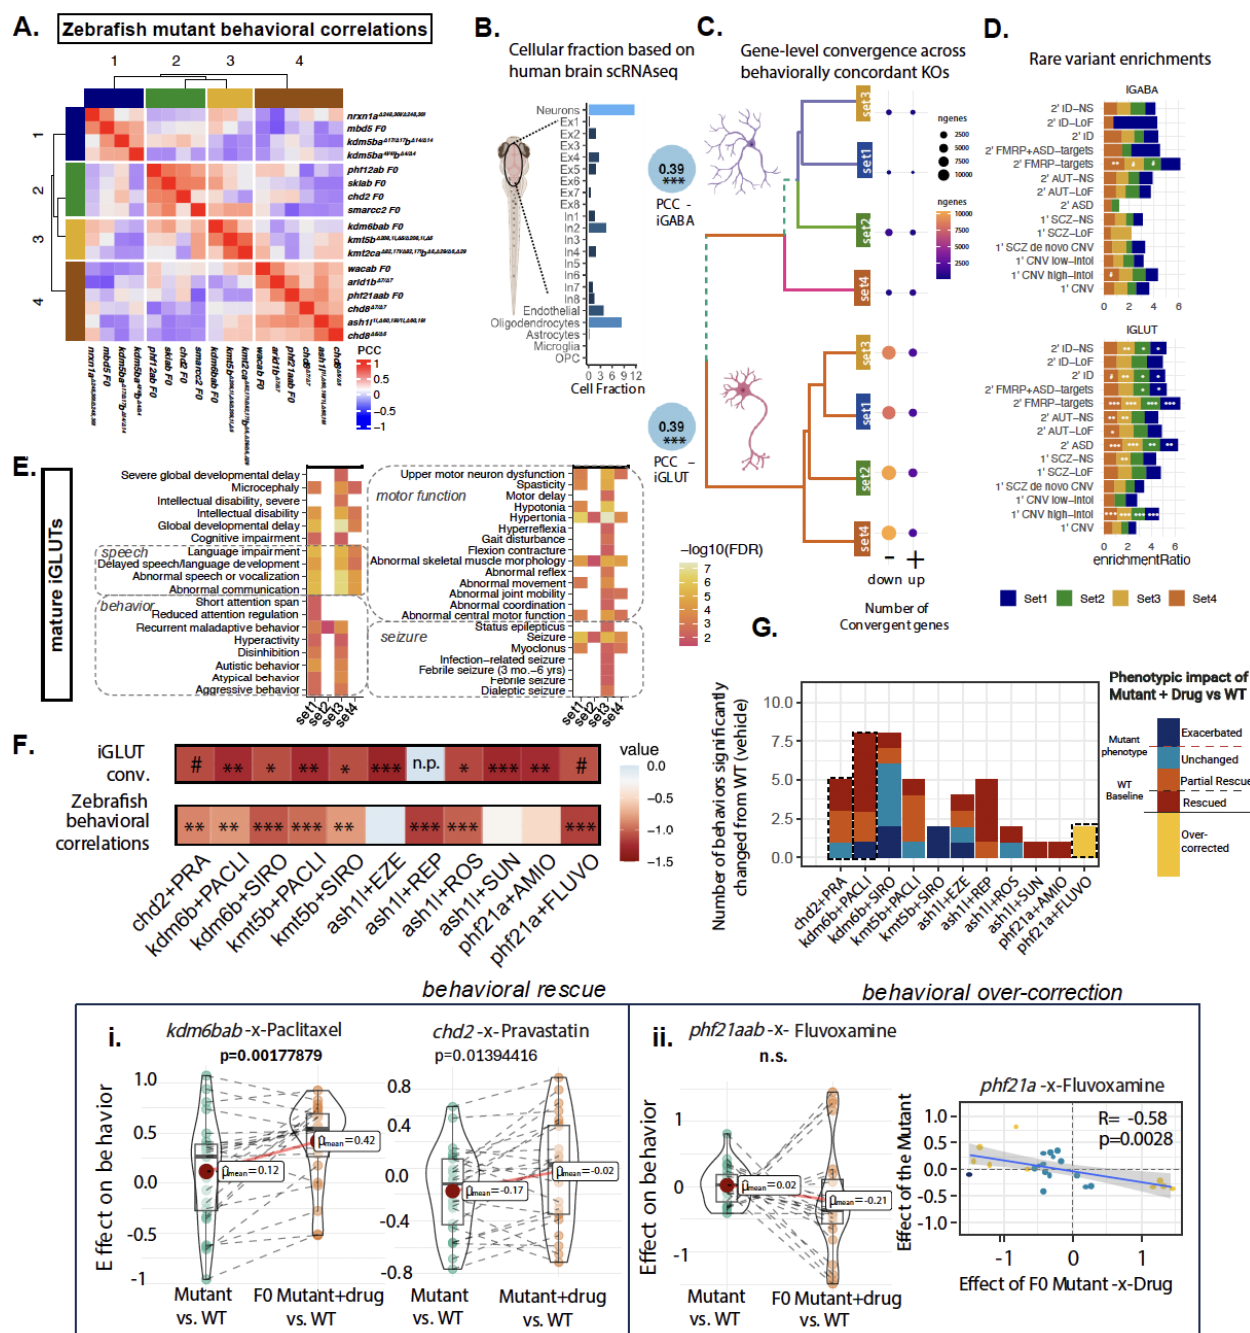 A.
Zebrafish mutant behavioral correlations
1
2
3
4
1
2
3
4
mbd5 F0
phf12ab F0
skiab F0
chd2 F0
smarcc2 F0
kdm6bab F0
wacab F0
arid1b
phf21aab F0
chd8
ash1l
chd8
mbd5 F0
phf12ab F0
skiab F0
chd2 F0
smarcc2 F0
kdm6bab F0
wacab F0
phf21aab F0
PCC
1
0.5
0
−0.5
−1
B.
Cellular fraction based on
human brain scRNAseq
Neurons
Ex1
Ex2
Ex3
Ex4
Ex5
Ex6
Ex7
Ex8
In1
In2
In3
In4
In5
In6
In7
In8
Endothelial
Oligodendrocytes
Astrocytes
Microglia
OPC
0 3 6 9 12
Cell Fraction
C.
Gene-level convergence across
behaviorally concordant KOs
0.39
***
PCC -
iGABA
0.39
***
PCC -
iGLUT
set3
set1
set2
set4
set3
set1
set2
set4
ngenes
2500
5000
7500
10000
ngenes
10000
7500
5000
2500
− +
down up
Number of
Convergent genes
D.
Rare variant enrichments
IGABA
2' ID−NS
2' ID−LoF
2' ID
2' FMRP+ASD−targets
2' FMRP−targets
2' AUT−NS
2' AUT−LoF
2' ASD
1' SCZ−NS
1' SCZ−LoF
1' SCZ de novo CNV
1' CNV low−intol
1' CNV high−intol
1' CNV
0 2 4 6
IGLUT
2' ID−NS
2' ID−LoF
2' ID
2' FMRP+ASD−targets
2' FMRP−targets
2' AUT−NS
2' AUT−LoF
2' ASD
1' SCZ−NS
1' SCZ−LoF
1' SCZ de novo CNV
1' CNV low−intol
1' CNV high−intol
1' CNV
0 2 4 6
enrichmentRatio
Set1 Set2 Set3 Set4
E.
mature iGLUTs
Severe global developmental delay
Microcephaly
Intellectual disability, severe
Intellectual disability
Global developmental delay
Cognitive impairment
speech
Language impairment
Delayed speech/language development
Abnormal speech or vocalization
Abnormal communication
behavior
Short attention span
Reduced attention regulation
Recurrent maladaptive behavior
Hyperactivity
Disinhibition
Autistic behavior
Atypical behavior
Aggressive behavior
set1 set2 set3 set4
Upper motor neuron dysfunction
motor function
Spasticity
Motor delay
Hypotonia
Hypertonia
Hyperreflexia
Gait disturbance
Flexion contracture
Abnormal skeletal muscle morphology
Abnormal reflex
Abnormal movement
Abnormal joint mobility
Abnormal coordination
Abnormal central motor function
seizure
Status epilepticus
Seizure
Myoclonus
Infection−related seizure
Febrile seizure (3 mo.−6 yrs)
Febrile seizure
Dialeptic seizure
set1 set2 set3 set4
−log10(FDR)
7
6
5
4
3
2
F.
iGLUT
conv.
# ** * ** * *** n.p. * *** ** #
Zebrafish
behavioral
correlations
** ** *** *** ** *** *** ***
value
0.0
−0.5
−1.0
−1.5
chd2+PRA
kdm6b+PACLI
kdm6b+SIRO
kmt5b+PACLI
kmt5b+SIRO
ash1l+EZE
ash1l+REP
ash1l+ROS
ash1l+SUN
phf21a+AMIO
phf21a+FLUVO
G.
Number of behaviors significantly
changed from WT (vehicle)
10.0
7.5
5.0
2.5
0.0
chd2+PRA
kdm6b+PACLI
kdm6b+SIRO
kmt5b+PACLI
kmt5b+SIRO
ash1l+EZE
ash1l+REP
ash1l+ROS
ash1l+SUN
phf21a+AMIO
phf21a+FLUVO
Phenotypic impact of
Mutant + Drug vs WT
Mutant
phenotype
WT
Baseline
Exacerbated
Unchanged
Partial Rescue
Rescued
Over-
corrected
behavioral rescue
i.
kdm6bab -x-Paclitaxel
p=0.00177879
Effect on behavior
1.0
0.5
0.0
-0.5
-1
μ̂mean = 0.12
μ̂mean = 0.42
Mutant
vs. WT
F0 Mutant+drug
vs. WT
chd2 -x-Pravastatin
p=0.01394416
0.8
0.4
0.0
-0.4
-0.8
μ̂mean = -0.17
μ̂mean = -0.02
Mutant
vs. WT
Mutant+drug
vs. WT
behavioral over-correction
ii.
phf21aab -x- Fluvoxamine
n.s.
Effect on behavior
1
0
-1
μ̂mean = 0.02
μ̂mean = -0.21
Mutant
vs. WT
F0 Mutant+drug
vs. WT
phf21a -x-Fluvoxamine
R= -0.58
p=0.0028
Effect of the Mutant
1.0
0.5
0.0
-0.5
-1.0
-1 0 1
Effect of F0 Mutant -x-Drug